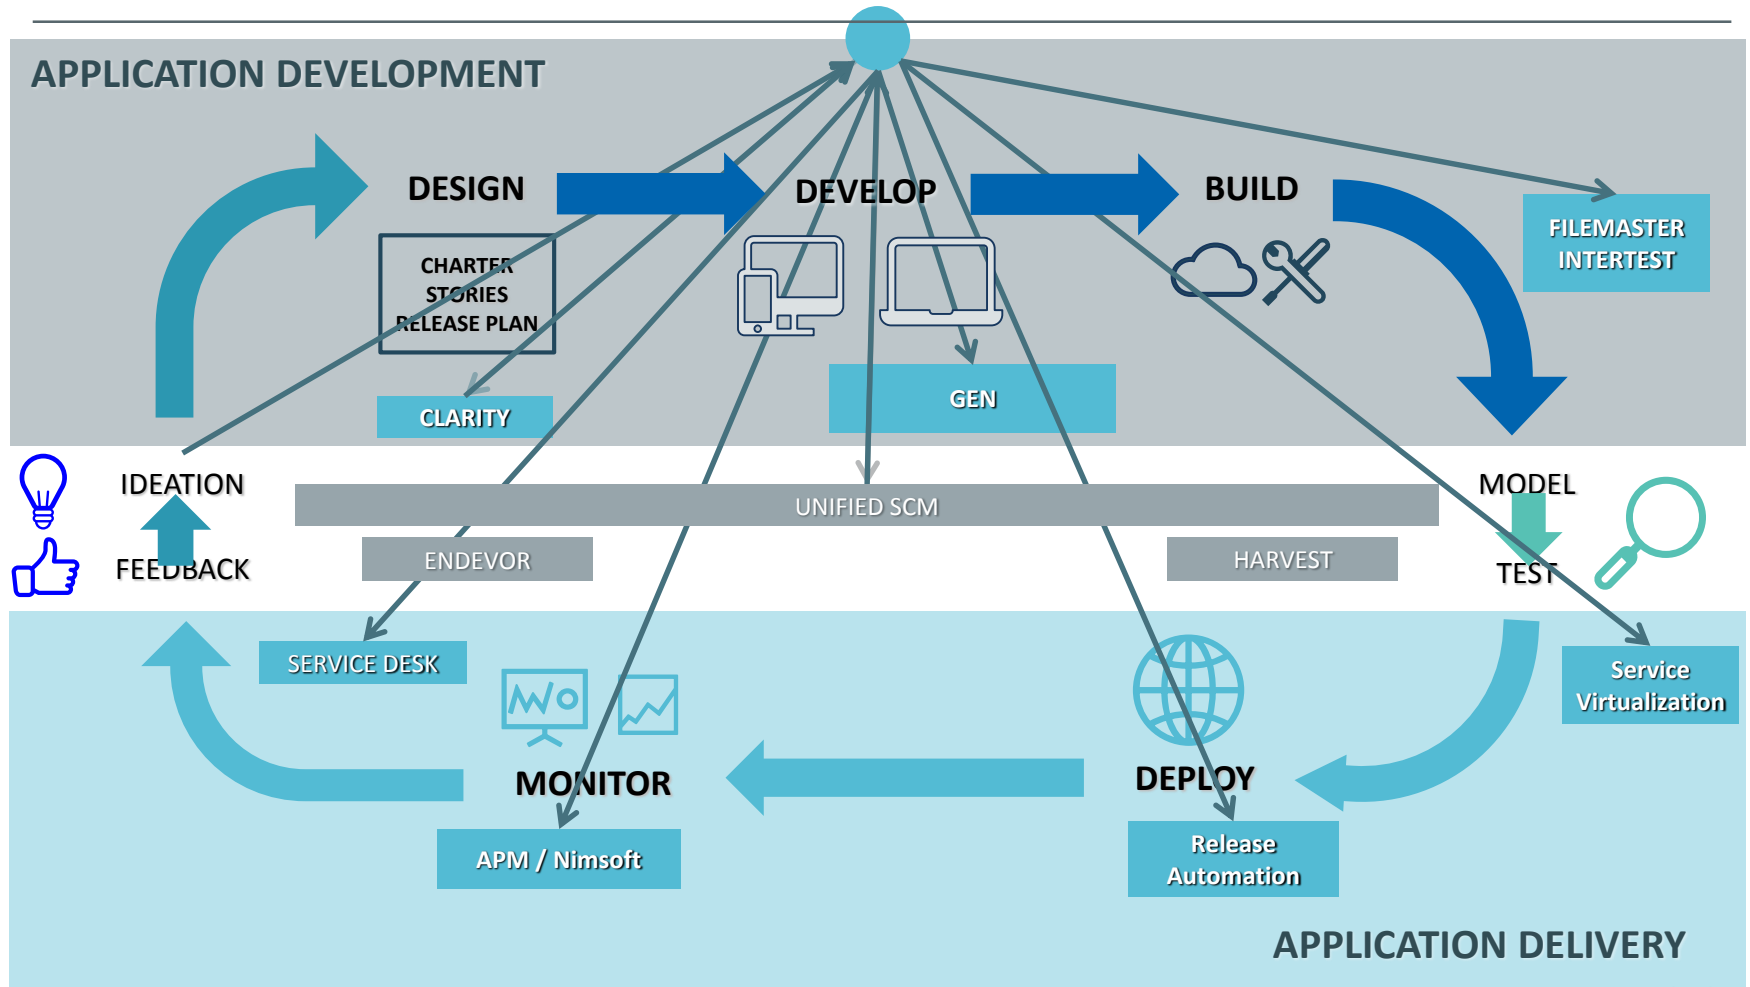 APPLICATION DEVELOPMENT
DESIGN
DEVELOP
BUILD
FILEMASTER
INTERTEST
CHARTER
STORIES
RELEASE PLAN
CLARITY
GEN
IDEATION
MODEL
UNIFIED SCM
FEEDBACK
ENDEVOR
HARVEST
TEST
SERVICE DESK
Service
Virtualization
MONITOR
DEPLOY
APM / Nimsoft
Release
Automation
APPLICATION DELIVERY